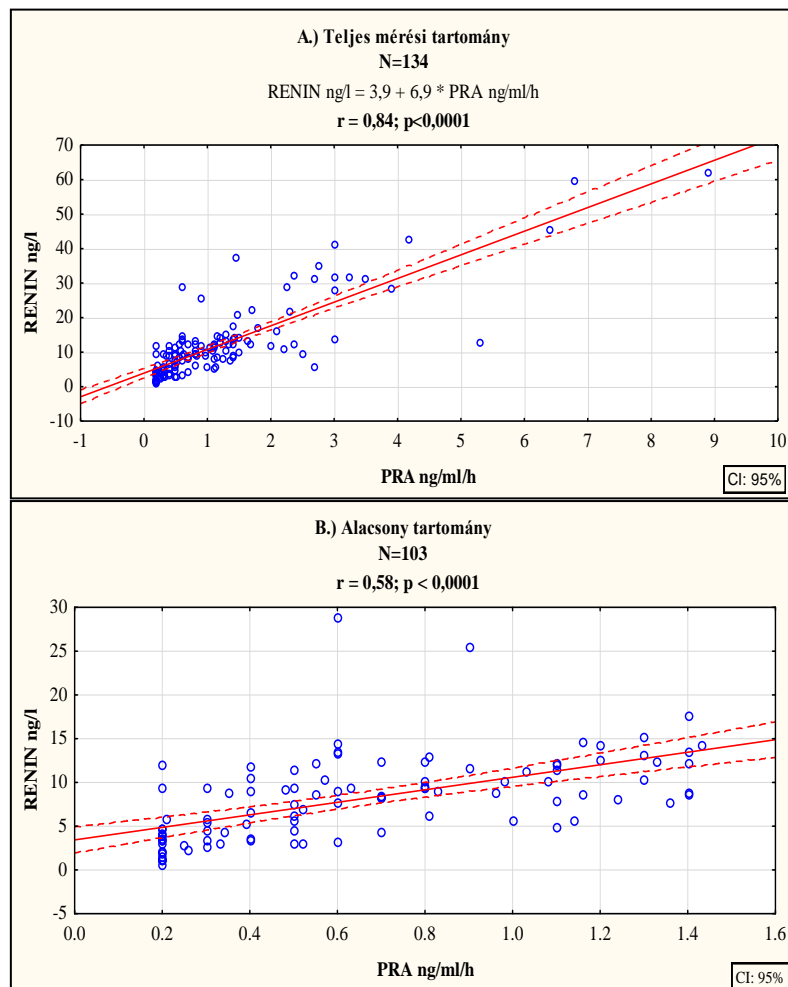 A.) Teljes mérési tartomány
N=134
RENIN ng/l = 3,9 + 6,9 * PRA ng/ml/h
r = 0,84; p<0,0001
RENIN ng/l
70
60
50
40
30
20
10
0
-10
-1 0 1 2 3 4 5 6 7 8 9 10
PRA ng/ml/h
CI: 95%
B.) Alacsony tartomány
N=103
r = 0,58; p < 0,0001
RENIN ng/l
30
25
20
15
10
5
0
-5
0.0 0.2 0.4 0.6 0.8 1.0 1.2 1.4 1.6
PRA ng/ml/h
CI: 95%